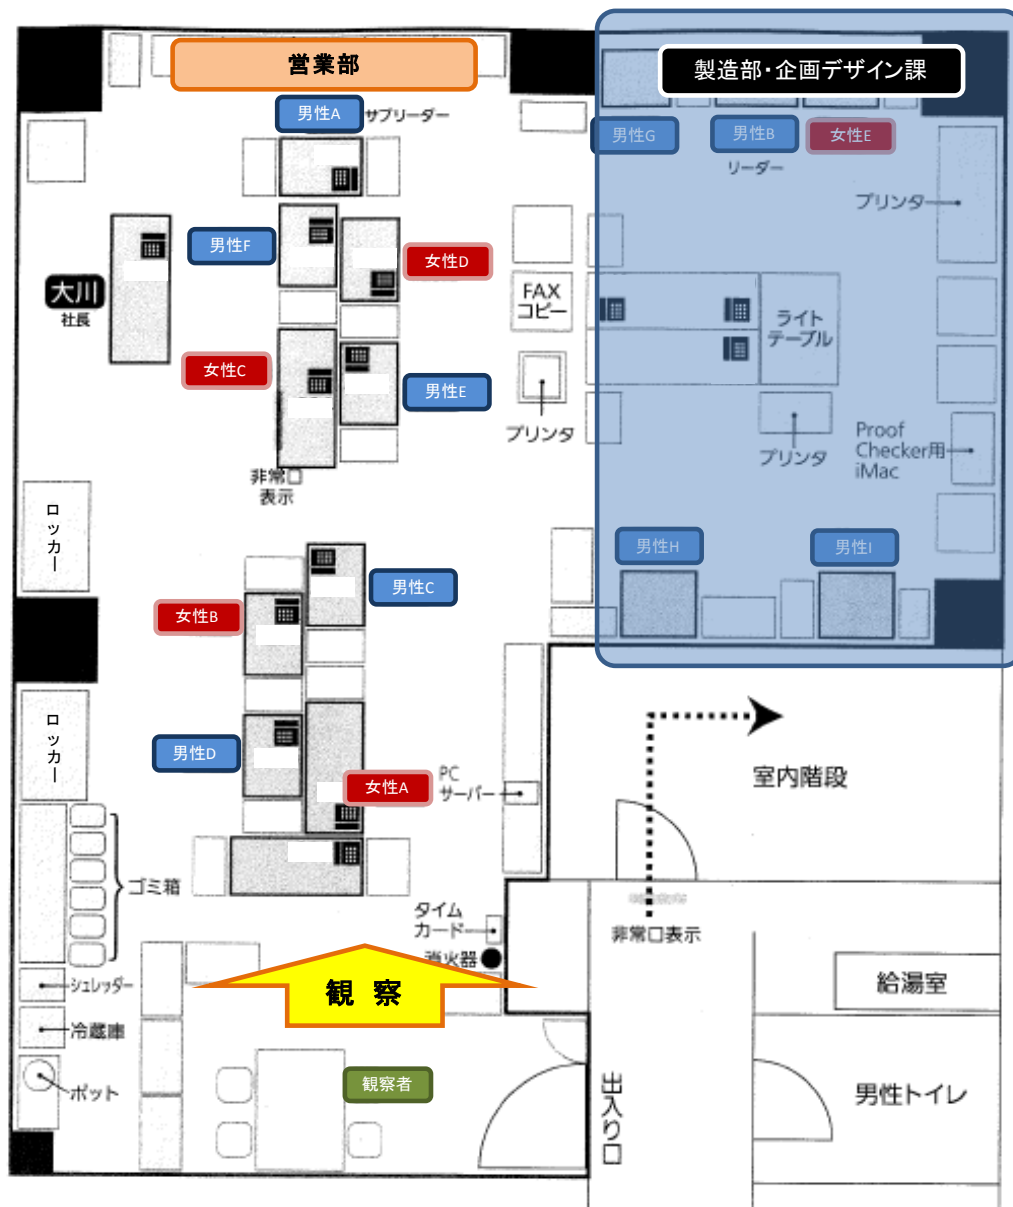 営業部
製造部・企画デザイン課
男性A
サブリーダー
男性G
男性B
女性E
リーダー
プリンタ
男性F
女性D
大川
社長
FAX
コピー
ライト
テーブル
女性C
男性E
プリンタ
プリンタ
Proof
Checker用
iMac
非常口
表示
ロッカー
男性H
男性I
男性C
女性B
ロッカー
男性D
女性A
PC
サーバー
室内階段
ゴミ箱
タイム
カード
消火器
非常口表示
シュレッダー
観 察
給湯室
冷蔵庫
ポット
観察者
出入り口
男性トイレ